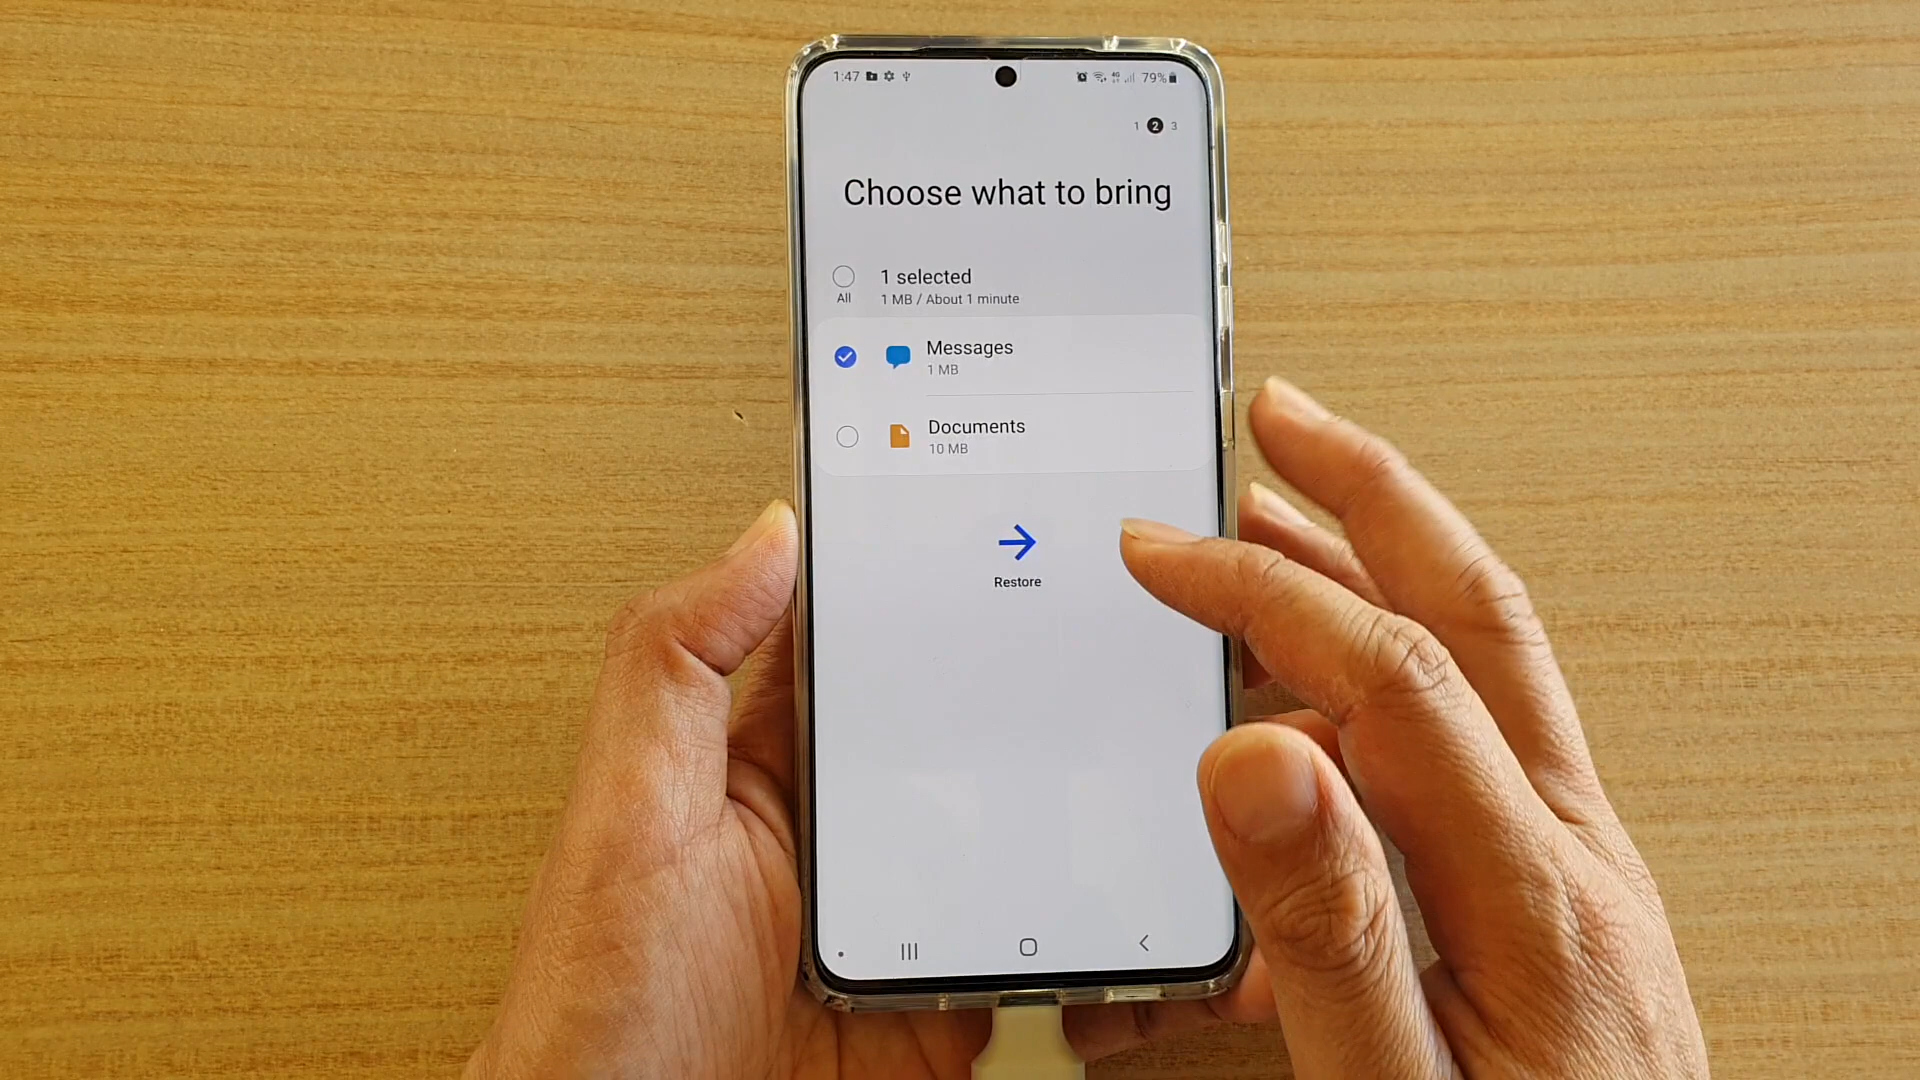 1:47 4G 79%
1 2 3
Choose what to bring
1 selected
All
1 MB / About 1 minute
Messages
1 MB
Documents
10 MB
Restore